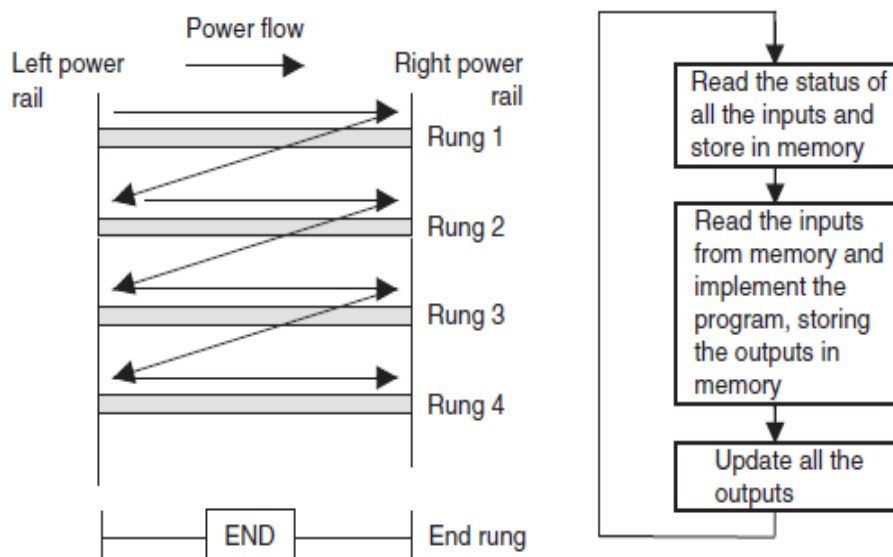 Power flow
Left power
rail
Right power
rail
Rung 1
Rung 2
Rung 3
Rung 4
END
End rung
Read the status of
all the inputs and
store in memory
Read the inputs
from memory and
implement the
program, storing
the outputs in
memory
Update all the
outputs